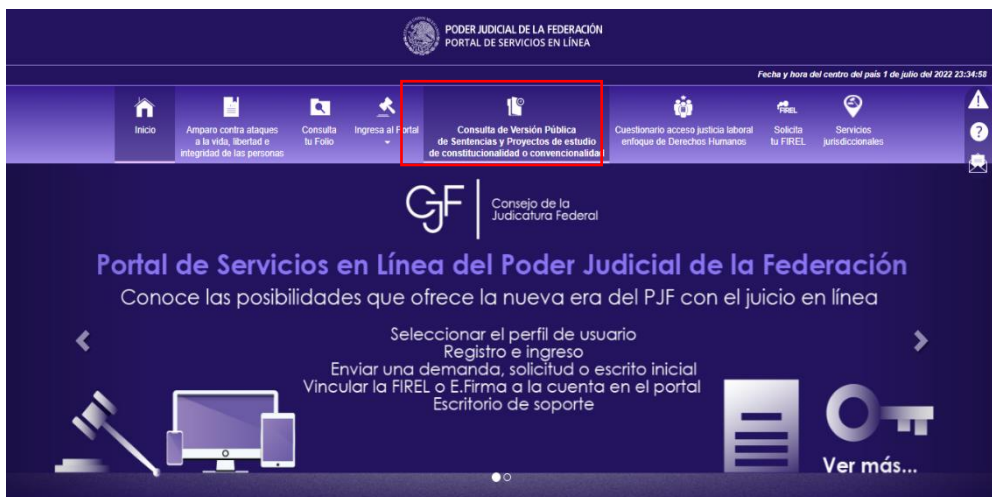 PODER JUDICIAL DE LA FEDERACIÓN
PORTAL DE SERVICIOS EN LÍNEA
Fecha y hora del centro del país 1 de julio del 2022 23:34:58
Inicio
Amparo contra ataques
a la vida, libertad e
integridad de las personas
Consulta
tu Folio
Ingresa al Portal
Consulta de Versión Pública
de Sentencias y Proyectos de estudio
de constitucionalidad o convencionalidad
Cuestionario acceso justicia laboral
enfoque de Derechos Humanos
FIREL
Solicita
tu FIREL
Servicios
jurisdiccionales
CJF
Consejo de la
Judicatura Federal
Portal de Servicios en Línea del Poder Judicial de la Federación
Conoce las posibilidades que ofrece la nueva era del PJF con el juicio en línea
Seleccionar el perfil de usuario
Registro e ingreso
Enviar una demanda, solicitud o escrito inicial
Vincular la FIREL o E.Firma a la cuenta en el portal
Escritorio de soporte
Ver más...